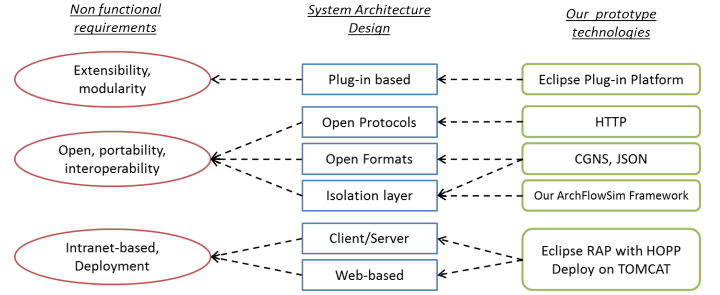 Non functional
requirements
System Architecture
Design
Our prototype
technologies
Extensibility,
modularity
Plug-in based
Eclipse Plug-in Platform
Open Protocols
HTTP
Open, portability,
interoperability
Open Formats
CGNS, JSON
Isolation layer
Our ArchFlowSim Framework
Intranet-based,
Deployment
Client/Server
Web-based
Eclipse RAP with HOPP
Deploy on TOMCAT